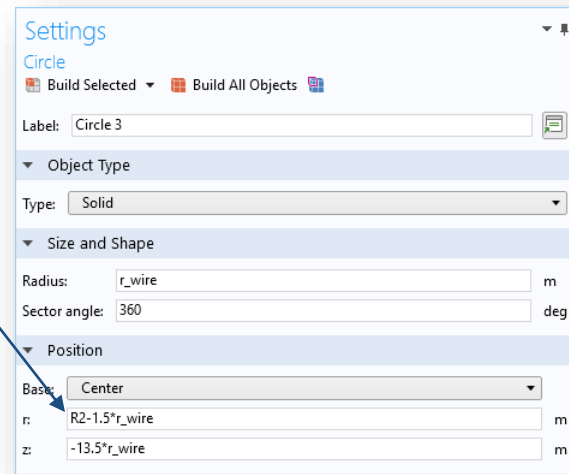 Settings
Circle
Build Selected Build All Objects
Label: Circle 3
Object Type
Type: Solid
Size and Shape
Radius: r_wire m
Sector angle: 360 deg
Position
Base: Center
r: R2-1.5*r_wire m
z: -13.5*r_wire m